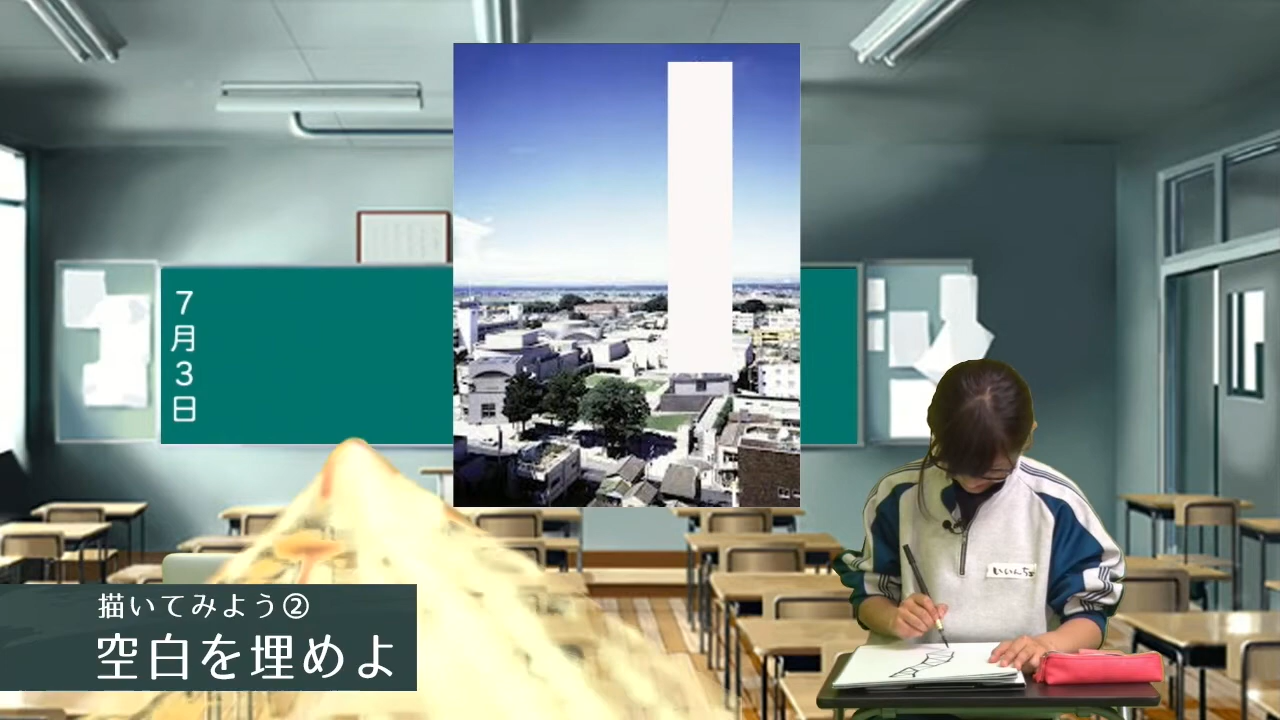 7月3日
描いてみよう②
空白を埋めよ
いいんちょ